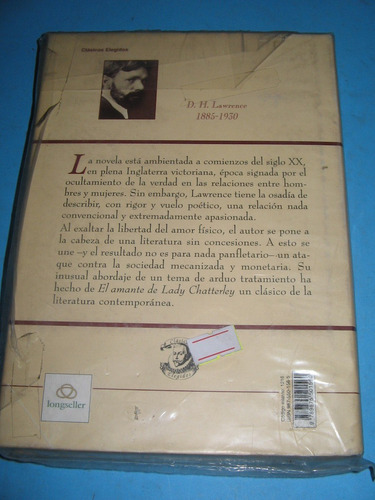 Clásicos Elegidos
D. H. Lawrence
1885-1930
La novela está ambientada a comienzos del siglo XX,
en plena Inglaterra victoriana, época signada por el
ocultamiento de la verdad en las relaciones entre hom-
bres y mujeres. Sin embargo, Lawrence tiene la osadía de
describir, con rigor y vuelo poético, una relación nada
convencional y extremadamente apasionada.
Al exaltar la libertad del amor físico, el autor se pone a
la cabeza de una literatura sin concesiones. A esto se
une –y el resultado no es para nada panfletario– un ata-
que contra la sociedad mecanizada y monetaria. Su
inusual abordaje de un tema de arduo tratamiento ha
hecho de El amante de Lady Chatterley un clásico de la
literatura contemporánea.
Clásicos
Elegidos
longseller